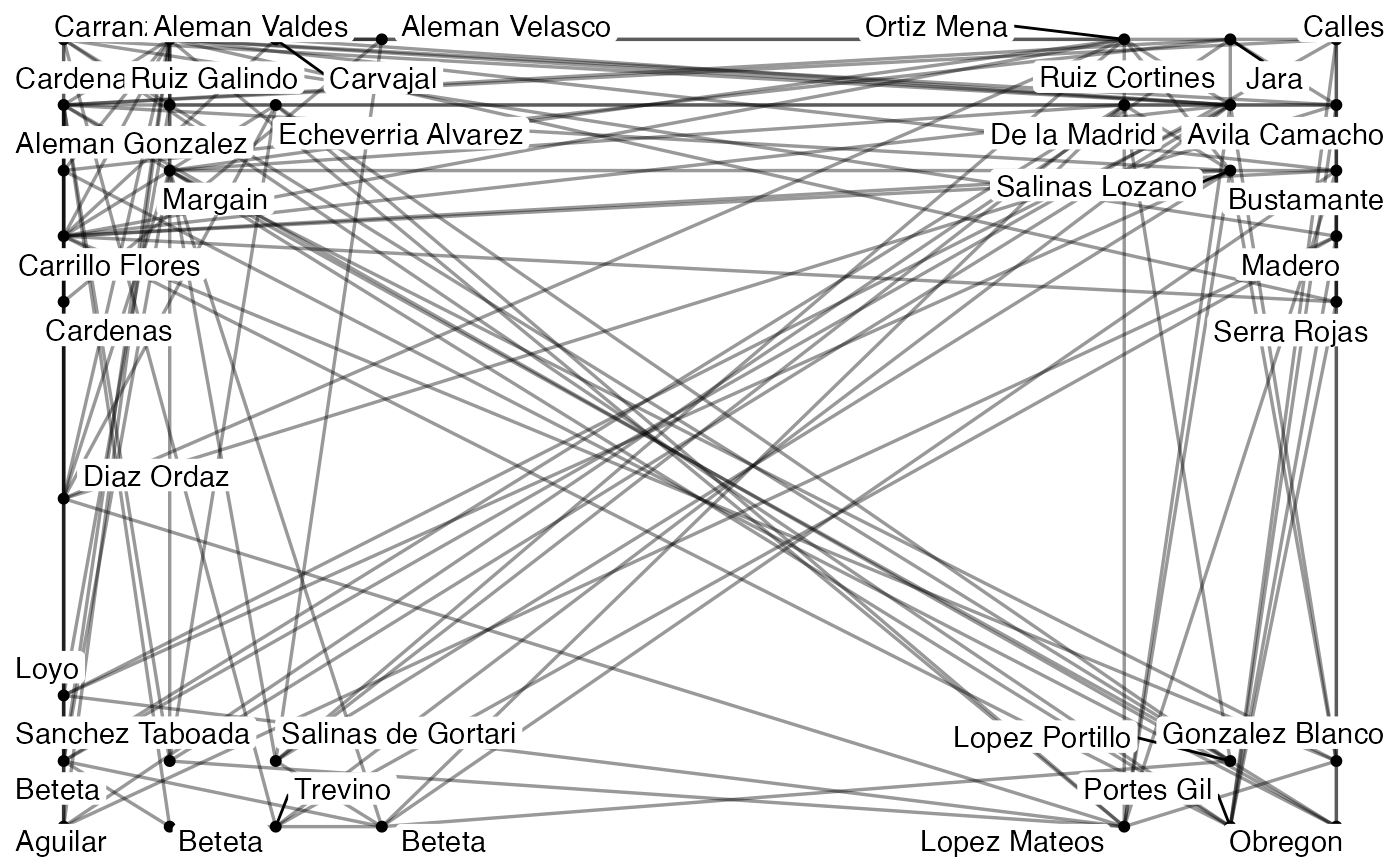 Carran Aleman Valdes Aleman Velasco Ortiz Mena Calles
Cardena Ruiz Galindo Carvajal Ruiz Cortines Jara
Aleman Gonzalez Echeverria Alvarez De la Madrid Avila Camacho
Margain Salinas Lozano Bustamante
Carrillo Flores Madero
Cardenas Serra Rojas
Diaz Ordaz
Loyo
Sanchez Taboada Salinas de Gortari Lopez Portillo Gonzalez Blanco
Beteta Trevino Portes Gil
Aguilar Beteta Beteta Lopez Mateos Obregon